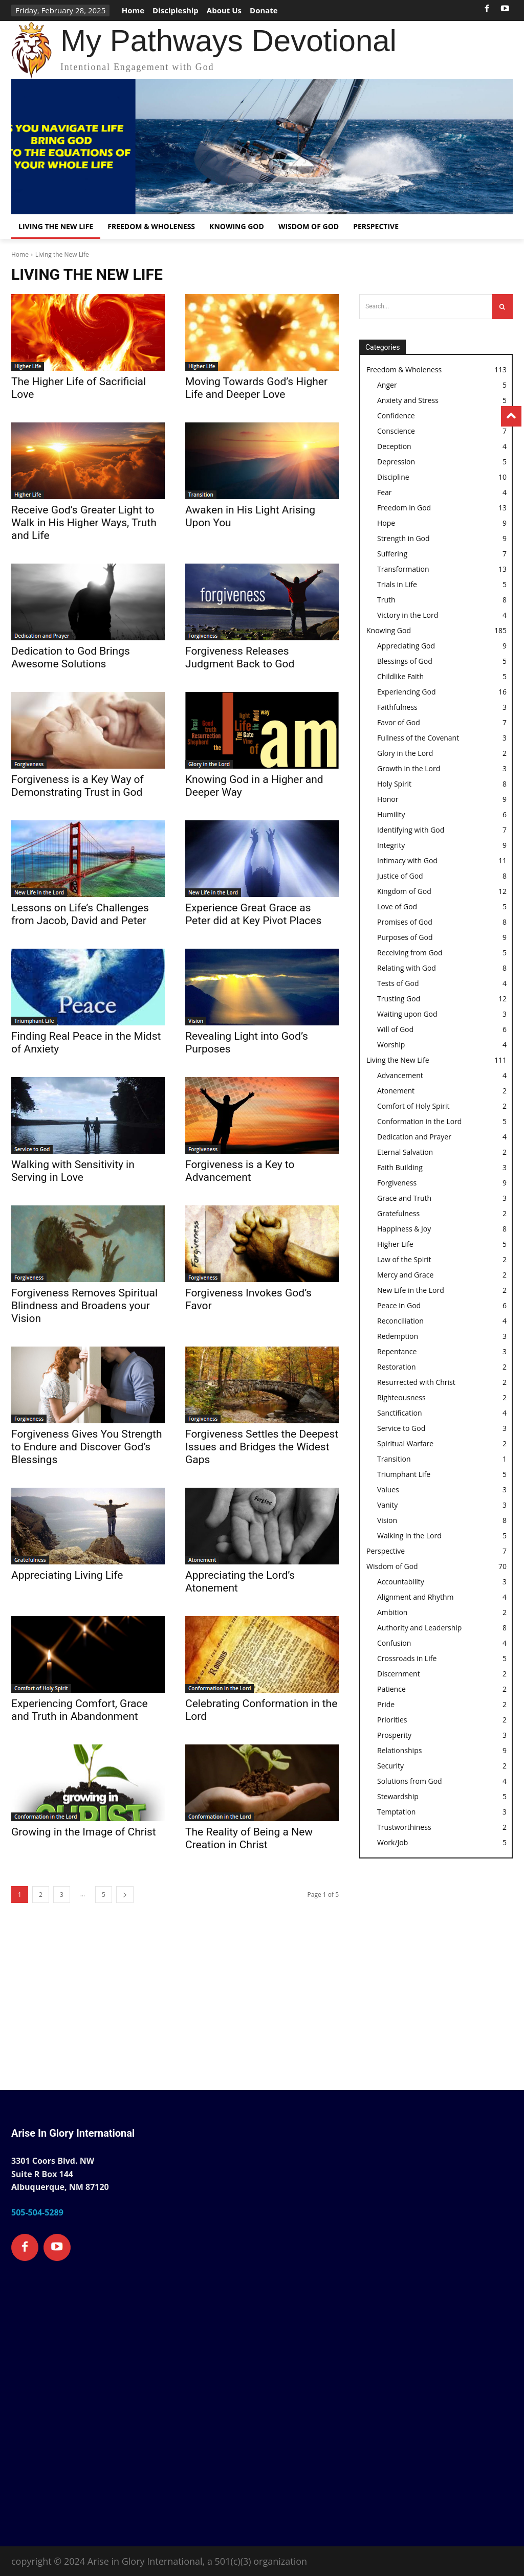 Friday, February 28, 2025
Home
Discipleship
About Us
Donate
My Pathways Devotional
Intentional Engagement with God
S YOU NAVIGATE LIFE
BRING GOD
TO THE EQUATIONS OF
YOUR WHOLE LIFE
LIVING THE NEW LIFE
FREEDOM & WHOLENESS
KNOWING GOD
WISDOM OF GOD
PERSPECTIVE
Home › Living the New Life
LIVING THE NEW LIFE
Higher Life
The Higher Life of Sacrificial
Love
Higher Life
Moving Towards God's Higher
Life and Deeper Love
Higher Life
Receive God's Greater Light to
Walk in His Higher Ways, Truth
and Life
Transition
Awaken in His Light Arising
Upon You
Dedication and Prayer
Dedication to God Brings
Awesome Solutions
forgiveness
Forgiveness
Forgiveness Releases
Judgment Back to God
Forgiveness
Forgiveness is a Key Way of
Demonstrating Trust in God
I am
Glory in the Lord
Knowing God in a Higher and
Deeper Way
New Life in the Lord
Lessons on Life's Challenges
from Jacob, David and Peter
New Life in the Lord
Experience Great Grace as
Peter did at Key Pivot Places
Peace
Triumphant Life
Finding Real Peace in the Midst
of Anxiety
Vision
Revealing Light into God's
Purposes
Service to God
Walking with Sensitivity in
Serving in Love
Forgiveness
Forgiveness is a Key to
Advancement
Forgiveness
Forgiveness Removes Spiritual
Blindness and Broadens your
Vision
Forgiveness
Forgiveness
Forgiveness Invokes God's
Favor
Forgiveness
Forgiveness Gives You Strength
to Endure and Discover God's
Blessings
Forgiveness
Forgiveness Settles the Deepest
Issues and Bridges the Widest
Gaps
Gratefulness
Appreciating Living Life
Forgive
Atonement
Appreciating the Lord's
Atonement
Comfort of Holy Spirit
Experiencing Comfort, Grace
and Truth in Abandonment
Conformation in the Lord
Celebrating Conformation in the
Lord
growing in
CHRIST
Conformation in the Lord
Growing in the Image of Christ
Conformation in the Lord
The Reality of Being a New
Creation in Christ
1 2 3 ... 5
Page 1 of 5
Search...
Categories
Freedom & Wholeness 113
Anger 5
Anxiety and Stress 5
Confidence
Conscience 7
Deception 4
Depression 5
Discipline 10
Fear 4
Freedom in God 13
Hope 9
Strength in God 9
Suffering 7
Transformation 13
Trials in Life 5
Truth 8
Victory in the Lord 4
Knowing God 185
Appreciating God 9
Blessings of God 5
Childlike Faith 5
Experiencing God 16
Faithfulness 3
Favor of God 7
Fullness of the Covenant 3
Glory in the Lord 2
Growth in the Lord 3
Holy Spirit 8
Honor 9
Humility 6
Identifying with God 7
Integrity 9
Intimacy with God 11
Justice of God 8
Kingdom of God 12
Love of God 5
Promises of God 8
Purposes of God 9
Receiving from God 5
Relating with God 8
Tests of God 4
Trusting God 12
Waiting upon God 3
Will of God 6
Worship 4
Living the New Life 111
Advancement 4
Atonement 2
Comfort of Holy Spirit 2
Conformation in the Lord 5
Dedication and Prayer 4
Eternal Salvation 2
Faith Building 3
Forgiveness 9
Grace and Truth 3
Gratefulness 2
Happiness & Joy 8
Higher Life 5
Law of the Spirit 2
Mercy and Grace 2
New Life in the Lord 2
Peace in God 6
Reconciliation 4
Redemption 3
Repentance 3
Restoration 2
Resurrected with Christ 2
Righteousness 2
Sanctification 4
Service to God 3
Spiritual Warfare 2
Transition 1
Triumphant Life 5
Values 3
Vanity 3
Vision 8
Walking in the Lord 5
Perspective 7
Wisdom of God 70
Accountability 3
Alignment and Rhythm 4
Ambition 2
Authority and Leadership 8
Confusion 4
Crossroads in Life 5
Discernment 2
Patience 2
Pride 2
Priorities 2
Prosperity 3
Relationships 9
Security 2
Solutions from God 4
Stewardship 5
Temptation 4
Trustworthiness 2
Work/Job 5
Arise In Glory International
3301 Coors Blvd. NW
Suite R Box 144
Albuquerque, NM 87120
505-504-5289
copyright © 2024 Arise in Glory International, a 501(c)(3) organization